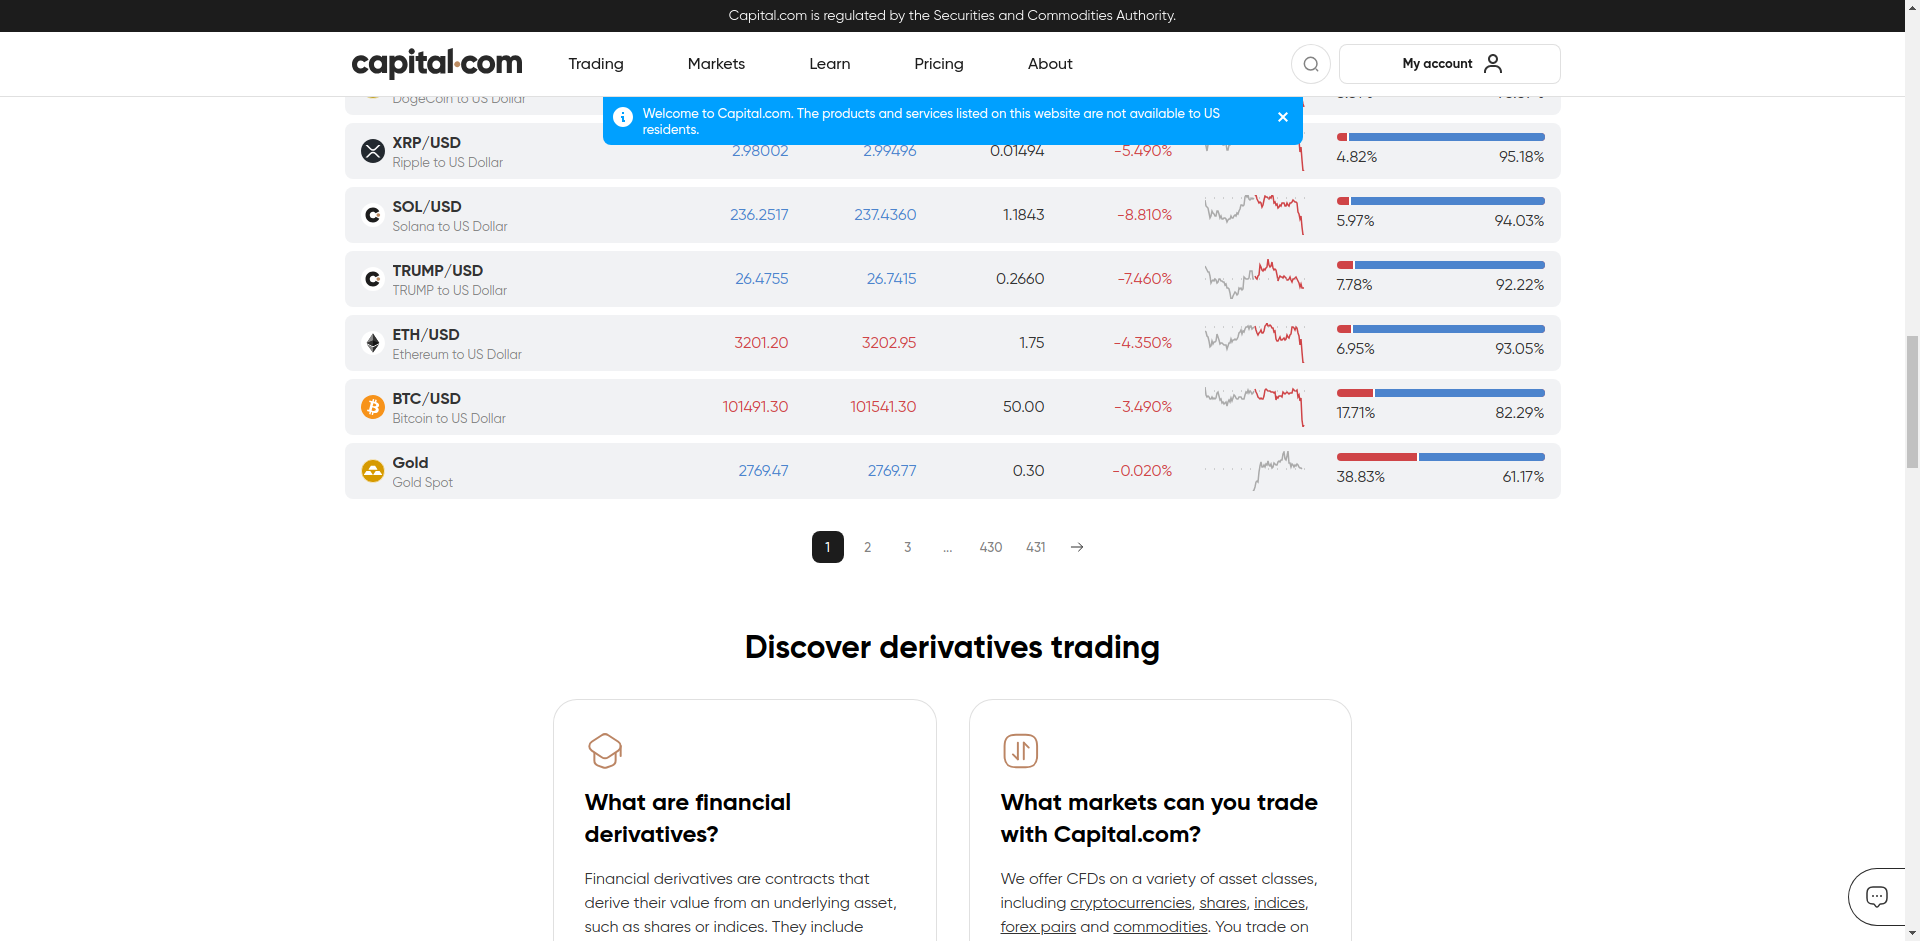 Capital.com is regulated by the Securities and Commodities Authority.
capital.com
Trading
Markets
Learn
Pricing
About
My account
DogeCoin to US Dollar
Welcome to Capital.com. The products and services listed on this website are not available to US
residents.
XRP/USD
Ripple to US Dollar
2.98002
2.99496
0.01494
-5.490%
4.82%
95.18%
SOL/USD
Solana to US Dollar
236.2517
237.4360
1.1843
-8.810%
5.97%
94.03%
TRUMP/USD
TRUMP to US Dollar
26.4755
26.7415
0.2660
-7.460%
7.78%
92.22%
ETH/USD
Ethereum to US Dollar
3201.20
3202.95
1.75
-4.350%
6.95%
93.05%
BTC/USD
Bitcoin to US Dollar
101491.30
101541.30
50.00
-3.490%
17.71%
82.29%
Gold
Gold Spot
2769.47
2769.77
0.30
-0.020%
38.83%
61.17%
1
2
3
...
430
431
Discover derivatives trading
What are financial
derivatives?
Financial derivatives are contracts that
derive their value from an underlying asset,
such as shares or indices. They include
What markets can you trade
with Capital.com?
We offer CFDs on a variety of asset classes,
including cryptocurrencies, shares, indices,
forex pairs and commodities. You trade on